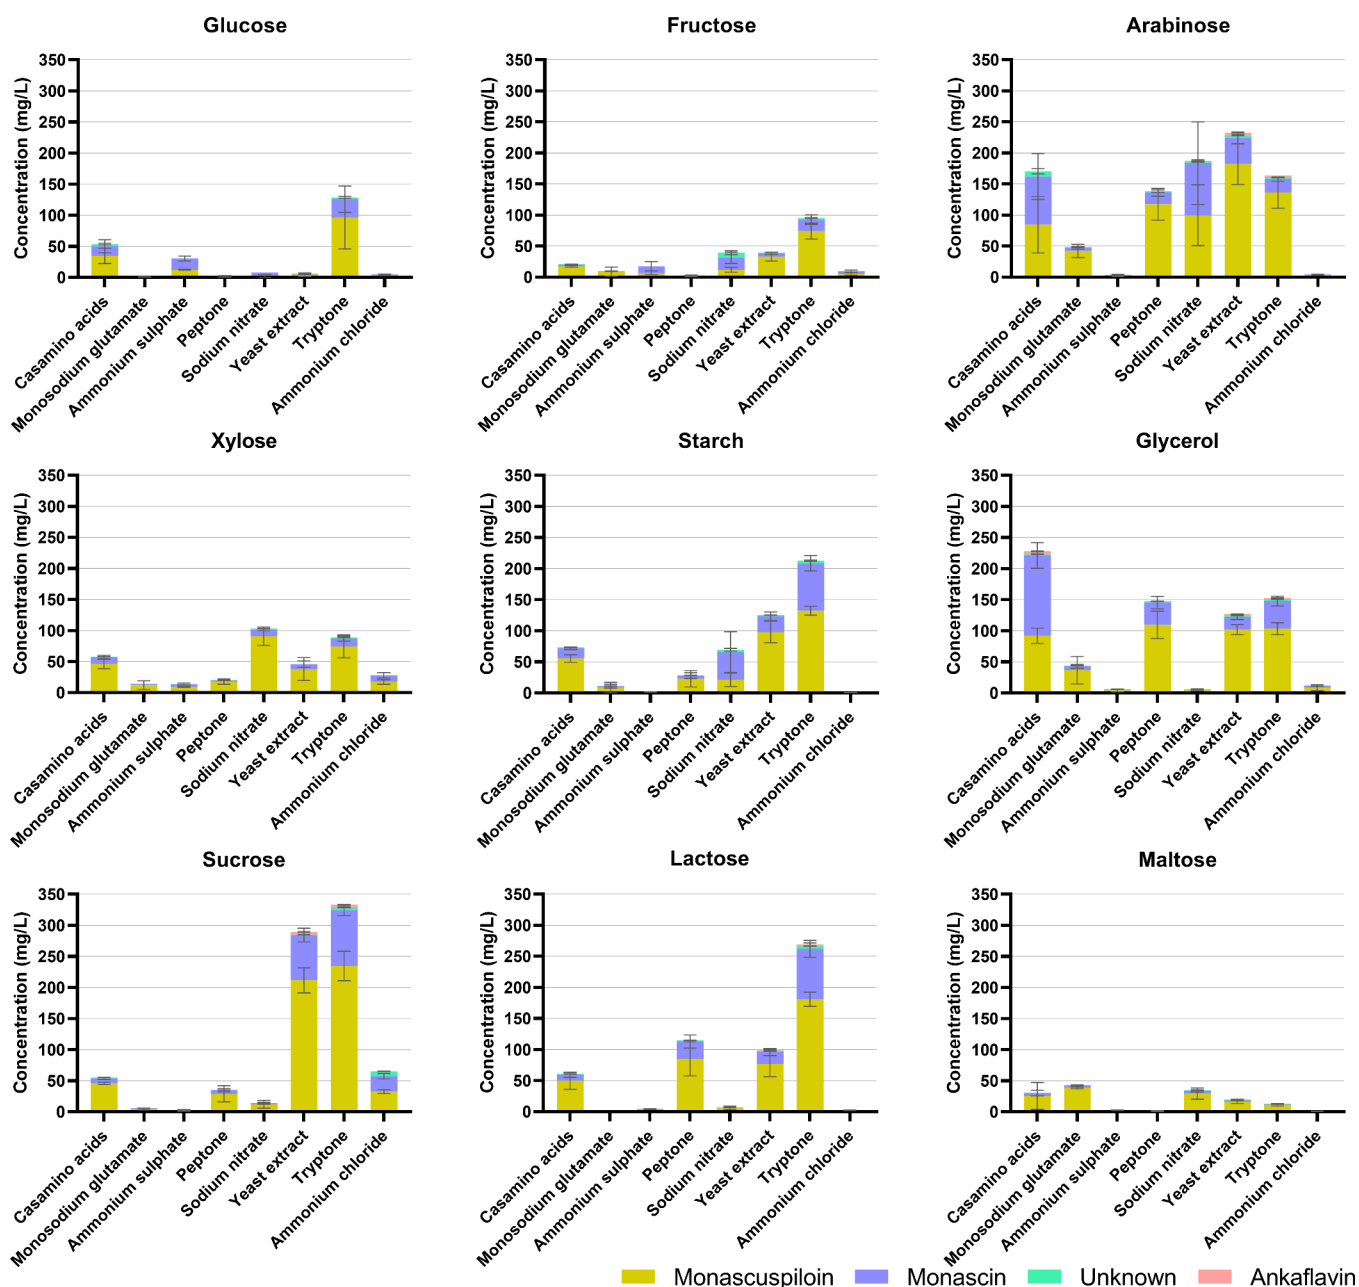 Glucose
Concentration (mg/L)
350
300
250
200
150
100
50
0
Casamino acids
Monosodium glutamate
Ammonium sulphate
Peptone
Sodium nitrate
Yeast extract
Tryptone
Ammonium chloride
Fructose
Concentration (mg/L)
350
300
250
200
150
100
50
0
Casamino acids
Monosodium glutamate
Ammonium sulphate
Peptone
Sodium nitrate
Yeast extract
Tryptone
Ammonium chloride
Arabinose
Concentration (mg/L)
350
300
250
200
150
100
50
0
Casamino acids
Monosodium glutamate
Ammonium sulphate
Peptone
Sodium nitrate
Yeast extract
Tryptone
Ammonium chloride
Xylose
Concentration (mg/L)
350
300
250
200
150
100
50
0
Casamino acids
Monosodium glutamate
Ammonium sulphate
Peptone
Sodium nitrate
Yeast extract
Tryptone
Ammonium chloride
Starch
Concentration (mg/L)
350
300
250
200
150
100
50
0
Casamino acids
Monosodium glutamate
Ammonium sulphate
Peptone
Sodium nitrate
Yeast extract
Tryptone
Ammonium chloride
Glycerol
Concentration (mg/L)
350
300
250
200
150
100
50
0
Casamino acids
Monosodium glutamate
Ammonium sulphate
Peptone
Sodium nitrate
Yeast extract
Tryptone
Ammonium chloride
Sucrose
Concentration (mg/L)
350
300
250
200
150
100
50
0
Casamino acids
Monosodium glutamate
Ammonium sulphate
Peptone
Sodium nitrate
Yeast extract
Tryptone
Ammonium chloride
Lactose
Concentration (mg/L)
350
300
250
200
150
100
50
0
Casamino acids
Monosodium glutamate
Ammonium sulphate
Peptone
Sodium nitrate
Yeast extract
Tryptone
Ammonium chloride
Maltose
Concentration (mg/L)
350
300
250
200
150
100
50
0
Casamino acids
Monosodium glutamate
Ammonium sulphate
Peptone
Sodium nitrate
Yeast extract
Tryptone
Ammonium chloride
Monascuspiloin
Monascin
Unknown
Ankaflavin